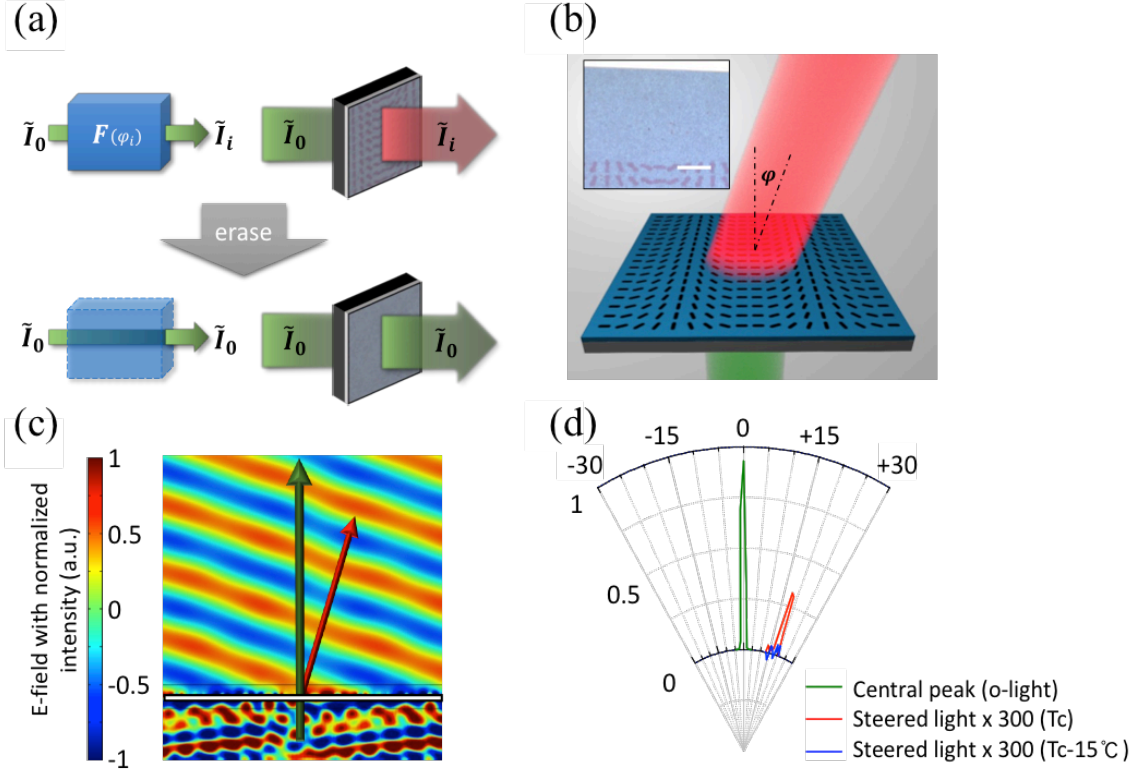 (a)
Ĩ₀
F(φᵢ)
Ĩᵢ
Ĩ₀
Ĩᵢ
erase
Ĩ₀
Ĩ₀
Ĩ₀
Ĩ₀
(b)
φ
(c)
E-field with normalized
intensity (a.u.)
1
0.5
0
-0.5
-1
(d)
0
-15
+15
-30
+30
1
0.5
0
Central peak (o-light)
Steered light x 300 (Tc)
Steered light x 300 (Tc-15℃)